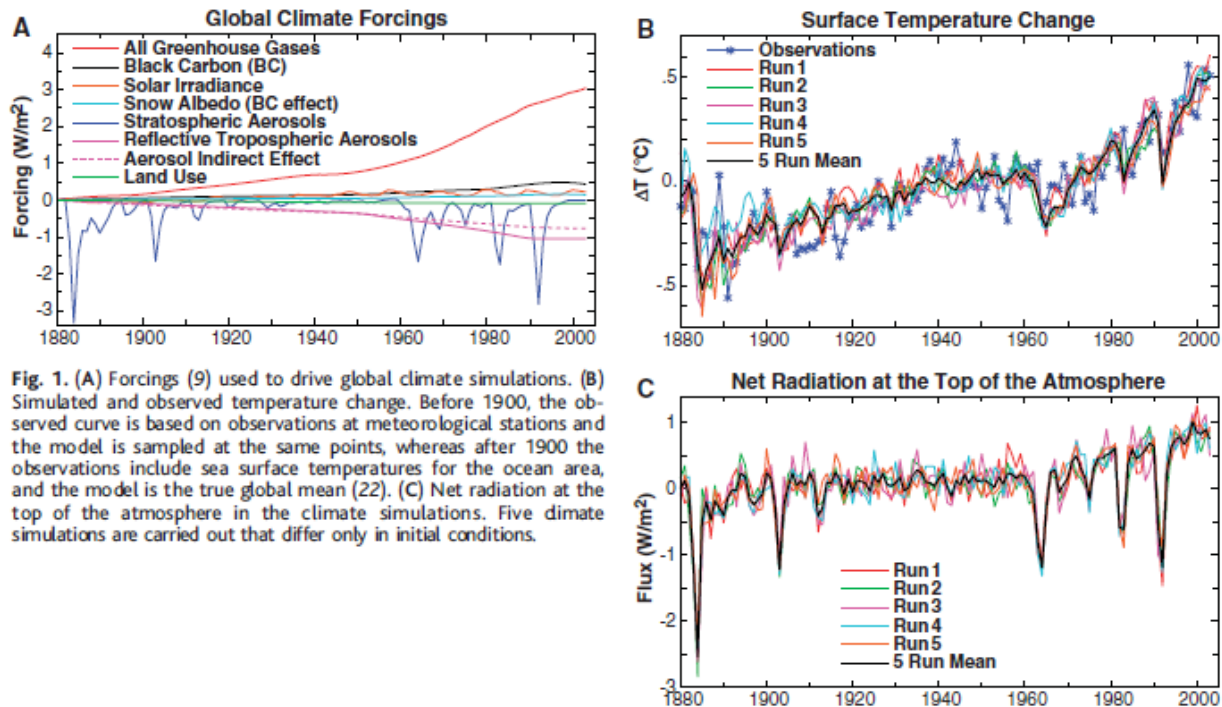 A
Global Climate Forcings
4
3
2
1
0
-1
-2
-3
Forcing (W/m²)
All Greenhouse Gases
Black Carbon (BC)
Solar Irradiance
Snow Albedo (BC effect)
Stratospheric Aerosols
Reflective Tropospheric Aerosols
Aerosol Indirect Effect
Land Use
1880 1900 1920 1940 1960 1980 2000
Fig. 1. (A) Forcings (9) used to drive global climate simulations. (B)
Simulated and observed temperature change. Before 1900, the ob-
served curve is based on observations at meteorological stations and
the model is sampled at the same points, whereas after 1900 the
observations include sea surface temperatures for the ocean area,
and the model is the true global mean (22). (C) Net radiation at the
top of the atmosphere in the climate simulations. Five climate
simulations are carried out that differ only in initial conditions.
B
Surface Temperature Change
.5
0
-.5
ΔT (°C)
Observations
Run 1
Run 2
Run 3
Run 4
Run 5
5 Run Mean
1880 1900 1920 1940 1960 1980 2000
C
Net Radiation at the Top of the Atmosphere
1
0
-1
-2
-3
Flux (W/m²)
Run 1
Run 2
Run 3
Run 4
Run 5
5 Run Mean
1880 1900 1920 1940 1960 1980 2000